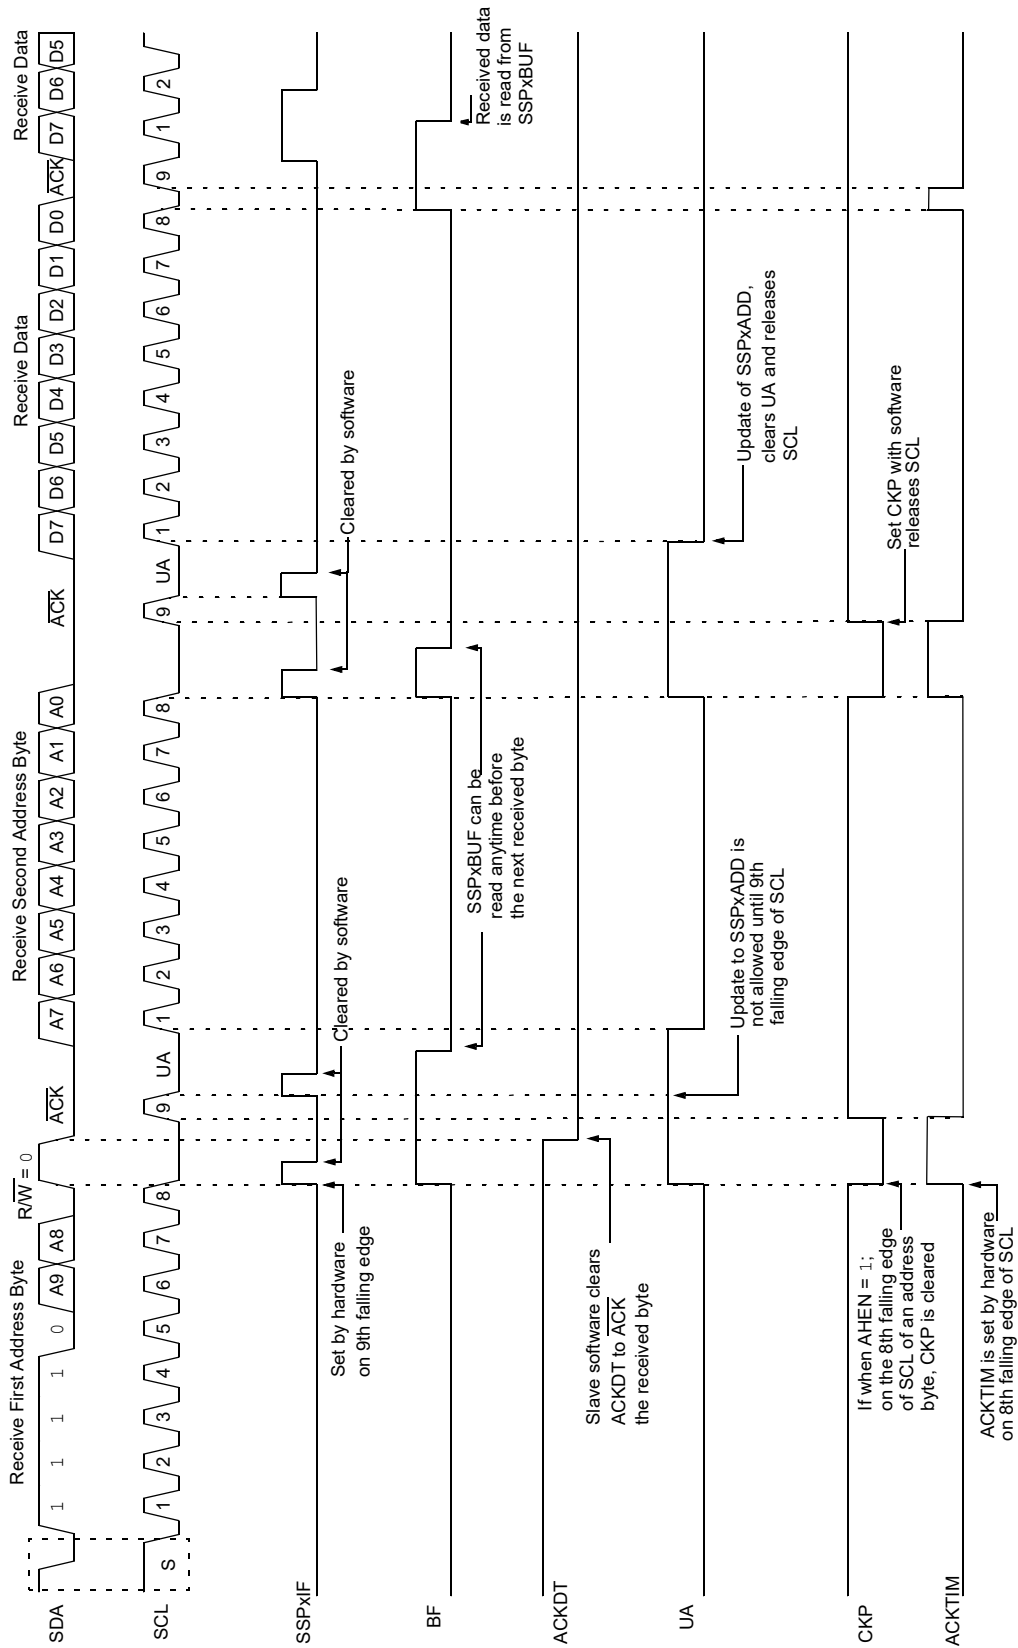 Receive First Address Byte
R/W = 0
Receive Second Address Byte
Receive Data
Receive Data
SDA
1 1 1 1 0 A9 A8
ACK
A7 A6 A5 A4 A3 A2 A1 A0
ACK
D7 D6 D5 D4 D3 D2 D1 D0
ACK
D7 D6 D5
SCL
S
1 2 3 4 5 6 7 8 9
UA
1 2 3 4 5 6 7 8 9
UA
1 2 3 4 5 6 7 8 9
1 2
SSPxIF
Set by hardware
on 9th falling edge
Cleared by software
Cleared by software
BF
SSPxBUF can be
read anytime before
the next received byte
Received data
is read from
SSPxBUF
ACKDT
Slave software clears
ACKDT to ACK
the received byte
UA
Update to SSPxADD is
not allowed until 9th
falling edge of SCL
Update of SSPxADD,
clears UA and releases
SCL
CKP
If when AHEN = 1;
on the 8th falling edge
of SCL of an address
byte, CKP is cleared
Set CKP with software
releases SCL
ACKTIM
ACKTIM is set by hardware
on 8th falling edge of SCL